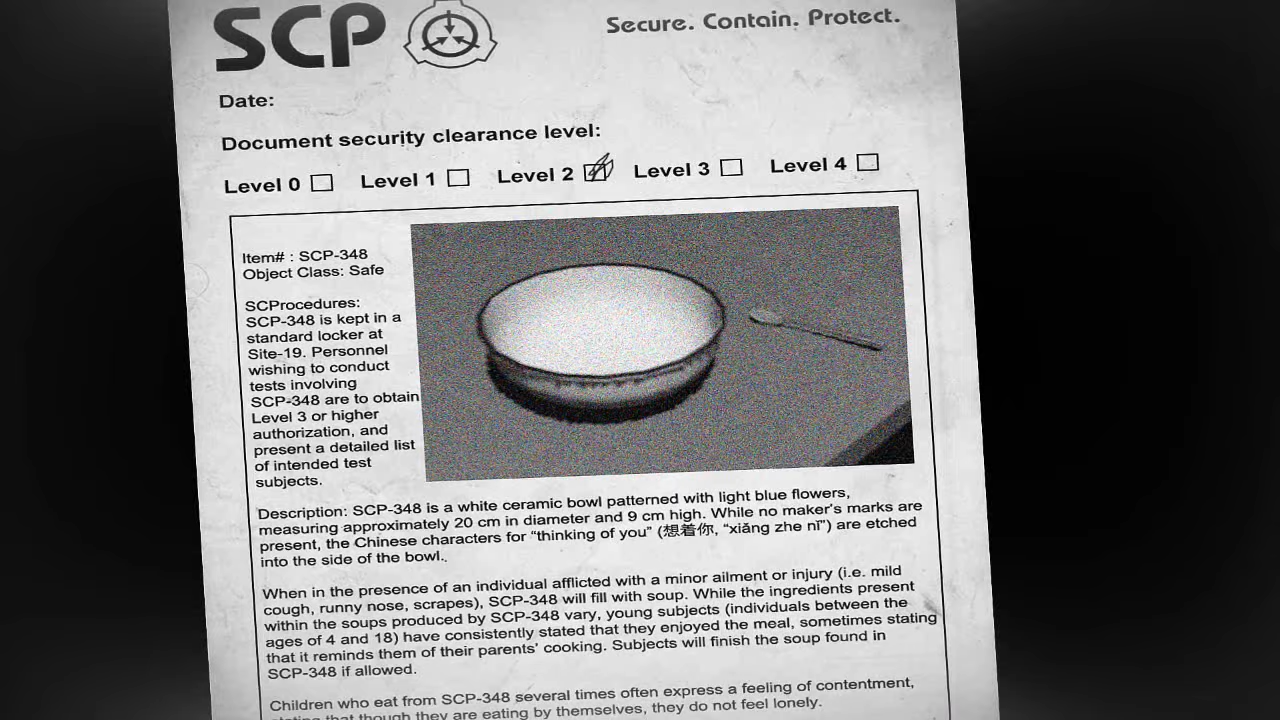 SCP
Secure. Contain. Protect.
Date:
Document security clearance level:
Level 0 Level 1 Level 2 Level 3 Level 4
Item# : SCP-348
Object Class: Safe
SCProcedures:
SCP-348 is kept in a
standard locker at
Site-19. Personnel
wishing to conduct
tests involving
SCP-348 are to obtain
Level 3 or higher
authorization, and
present a detailed list
of intended test
subjects.
Description: SCP-348 is a white ceramic bowl patterned with light blue flowers,
measuring approximately 20 cm in diameter and 9 cm high. While no maker's marks are
present, the Chinese characters for “thinking of you” (想着你, “xiǎng zhe nǐ”) are etched
into the side of the bowl..
When in the presence of an individual afflicted with a minor ailment or injury (i.e. mild
cough, runny nose, scrapes), SCP-348 will fill with soup. While the ingredients present
within the soups produced by SCP-348 vary, young subjects (individuals between the
ages of 4 and 18) have consistently stated that they enjoyed the meal, sometimes stating
that it reminds them of their parents' cooking. Subjects will finish the soup found in
SCP-348 if allowed.
Children who eat from SCP-348 several times often express a feeling of contentment,
stating that though they are eating by themselves, they do not feel lonely.